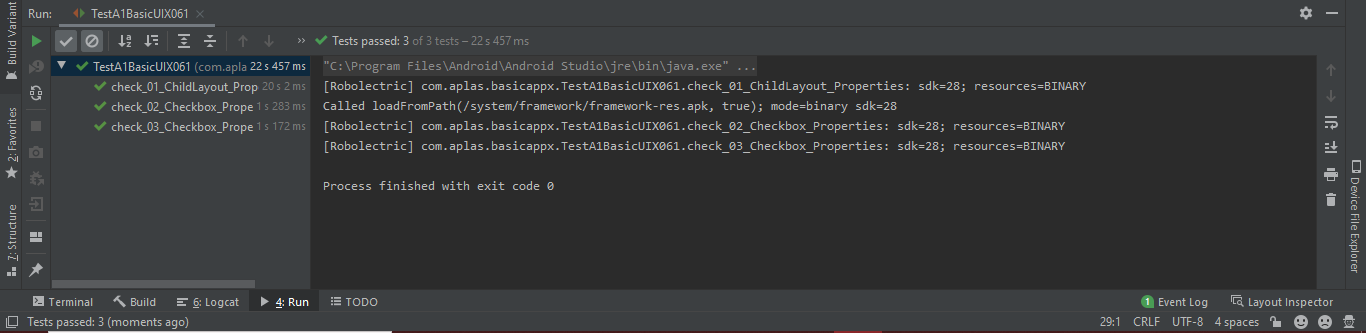 Run: TestA1BasicUIX061
Tests passed: 3 of 3 tests – 22 s 457 ms
TestA1BasicUIX061 (com.apla 22 s 457 ms
check_01_ChildLayout_Prop 20 s 2 ms
check_02_Checkbox_Prope 1 s 283 ms
check_03_Checkbox_Prope 1 s 172 ms
"C:\Program Files\Android\Android Studio\jre\bin\java.exe" ...
[Robolectric] com.aplas.basicappx.TestA1BasicUIX061.check_01_ChildLayout_Properties: sdk=28; resources=BINARY
Called loadFromPath(/system/framework/framework-res.apk, true); mode=binary sdk=28
[Robolectric] com.aplas.basicappx.TestA1BasicUIX061.check_02_Checkbox_Properties: sdk=28; resources=BINARY
[Robolectric] com.aplas.basicappx.TestA1BasicUIX061.check_03_Checkbox_Properties: sdk=28; resources=BINARY
Process finished with exit code 0
Build Variant
2: Favorites
7: Structure
Device File Explorer
Terminal Build 6: Logcat 4: Run TODO 1 Event Log Layout Inspector
Tests passed: 3 (moments ago) 29:1 CRLF UTF-8 4 spaces